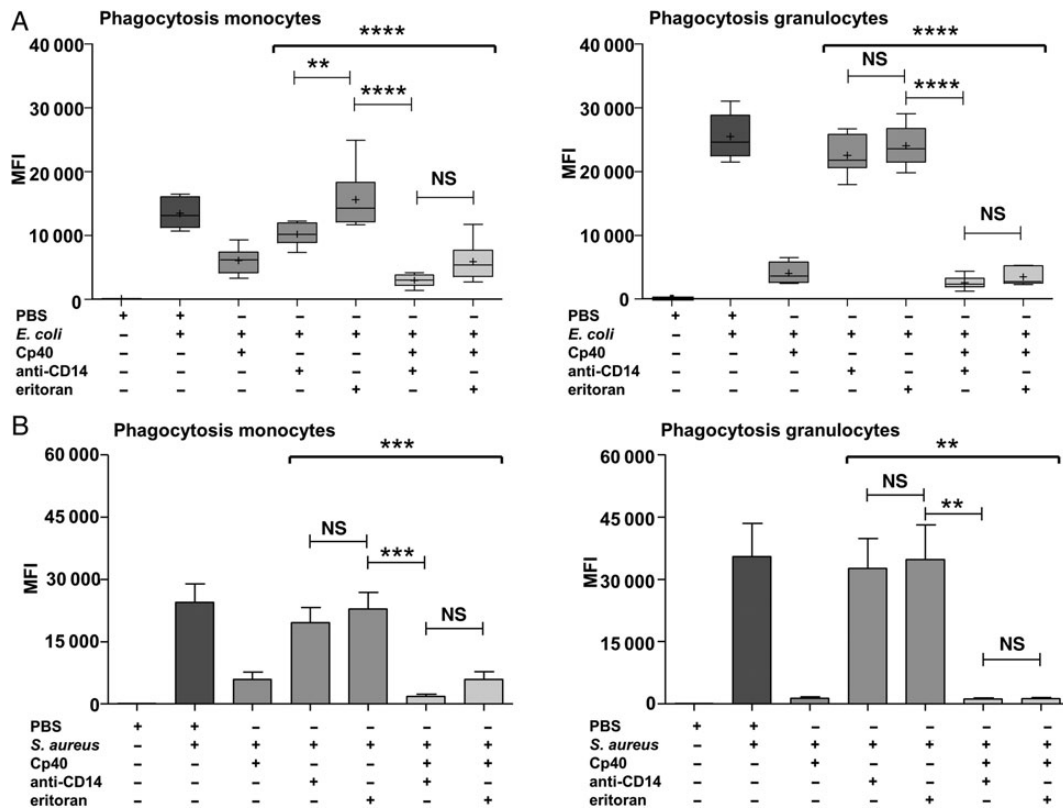 A
Phagocytosis monocytes
****
**
****
NS
40 000
30 000
20 000
10 000
0
MFI
PBS + + – – – – –
E. coli – + + + + + +
Cp40 – – + – – + +
anti-CD14 – – – + – + –
eritoran – – – – + – +
Phagocytosis granulocytes
****
NS
****
NS
40 000
30 000
20 000
10 000
0
MFI
PBS + + – – – – –
E. coli – + + + + + +
Cp40 – – + – – + +
anti-CD14 – – – + – + –
eritoran – – – – + – +
B
Phagocytosis monocytes
***
NS
***
NS
60 000
45 000
30 000
15 000
0
MFI
PBS + + – – – – –
S. aureus – + + + + + +
Cp40 – – + – – + +
anti-CD14 – – – + – + –
eritoran – – – – + – +
Phagocytosis granulocytes
**
NS
**
NS
60 000
45 000
30 000
15 000
0
MFI
PBS + + – – – – –
S. aureus – + + + + + +
Cp40 – – + – – + +
anti-CD14 – – – + – + –
eritoran – – – – + – +